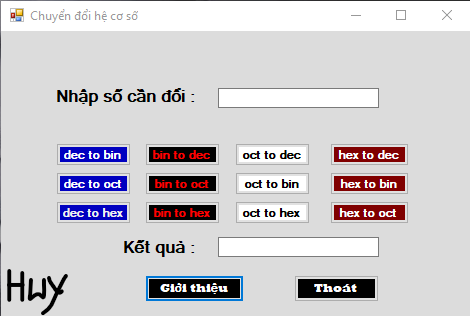 Chuyển đổi hệ cơ số
Nhập số cần đổi :
dec to bin bin to dec oct to dec hex to dec
dec to oct bin to oct oct to bin hex to bin
dec to hex bin to hex oct to hex hex to oct
Kết quả :
Giới thiệu Thoát
Hwy